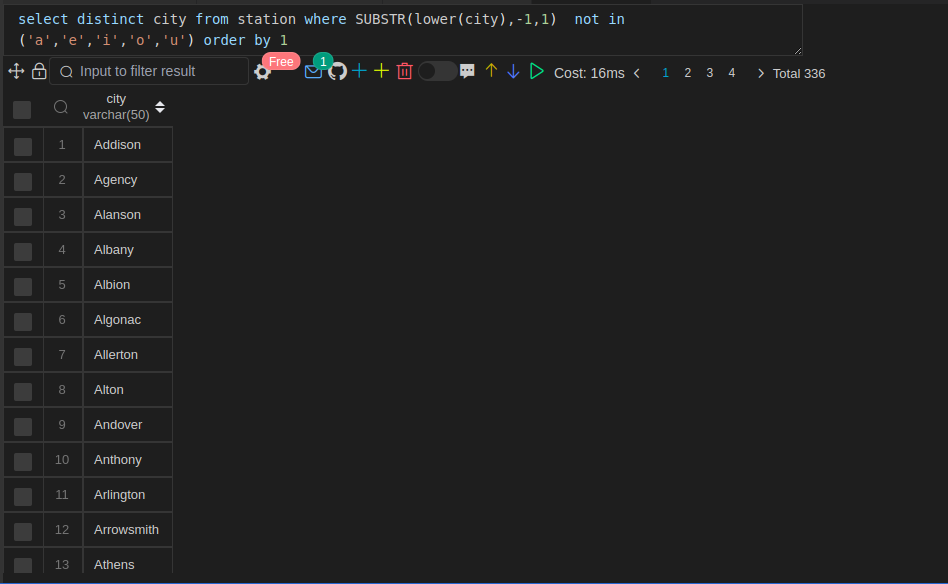 select distinct city from station where SUBSTR(lower(city),-1,1)  not in
('a','e','i','o','u') order by 1
Input to filter result
Free
1
Cost: 16ms
1 2 3 4
Total 336
city
varchar(50)
1 Addison
2 Agency
3 Alanson
4 Albany
5 Albion
6 Algonac
7 Allerton
8 Alton
9 Andover
10 Anthony
11 Arlington
12 Arrowsmith
13 Athens